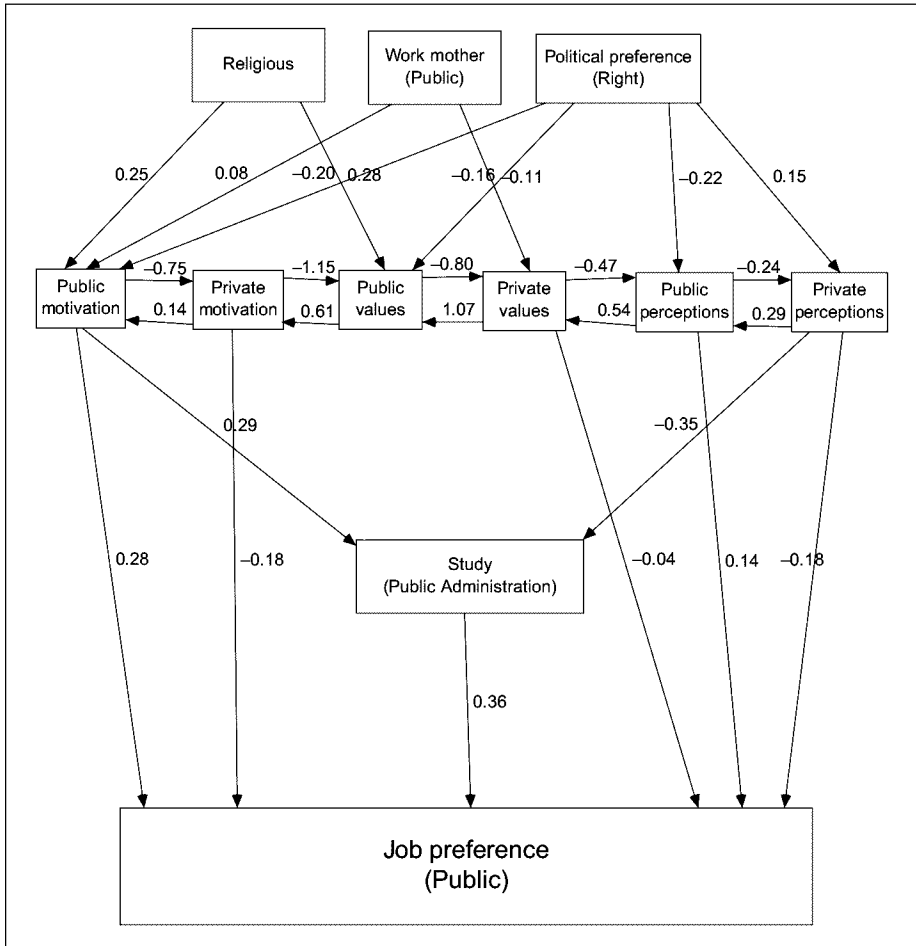 Religious
Work mother
(Public)
Political preference
(Right)
0.25
0.08
–0.20
0.28
–0.16
–0.11
–0.22
0.15
Public
motivation
–0.75
0.14
Private
motivation
–1.15
0.61
Public
values
–0.80
1.07
Private
values
–0.47
0.54
Public
perceptions
–0.24
0.29
Private
perceptions
0.29
–0.35
0.28
–0.18
Study
(Public Administration)
–0.04
0.14
–0.18
0.36
Job preference
(Public)